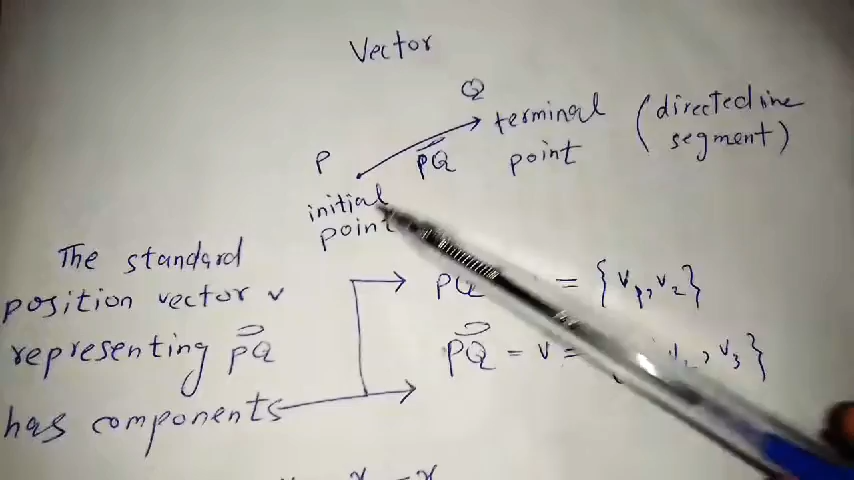 Vector
Q
terminal point
(directed line segment)
P
PQ
initial point
The standard
position vector v
representing PQ
has components
PQ = {v1, v2}
PQ = v = , v3}